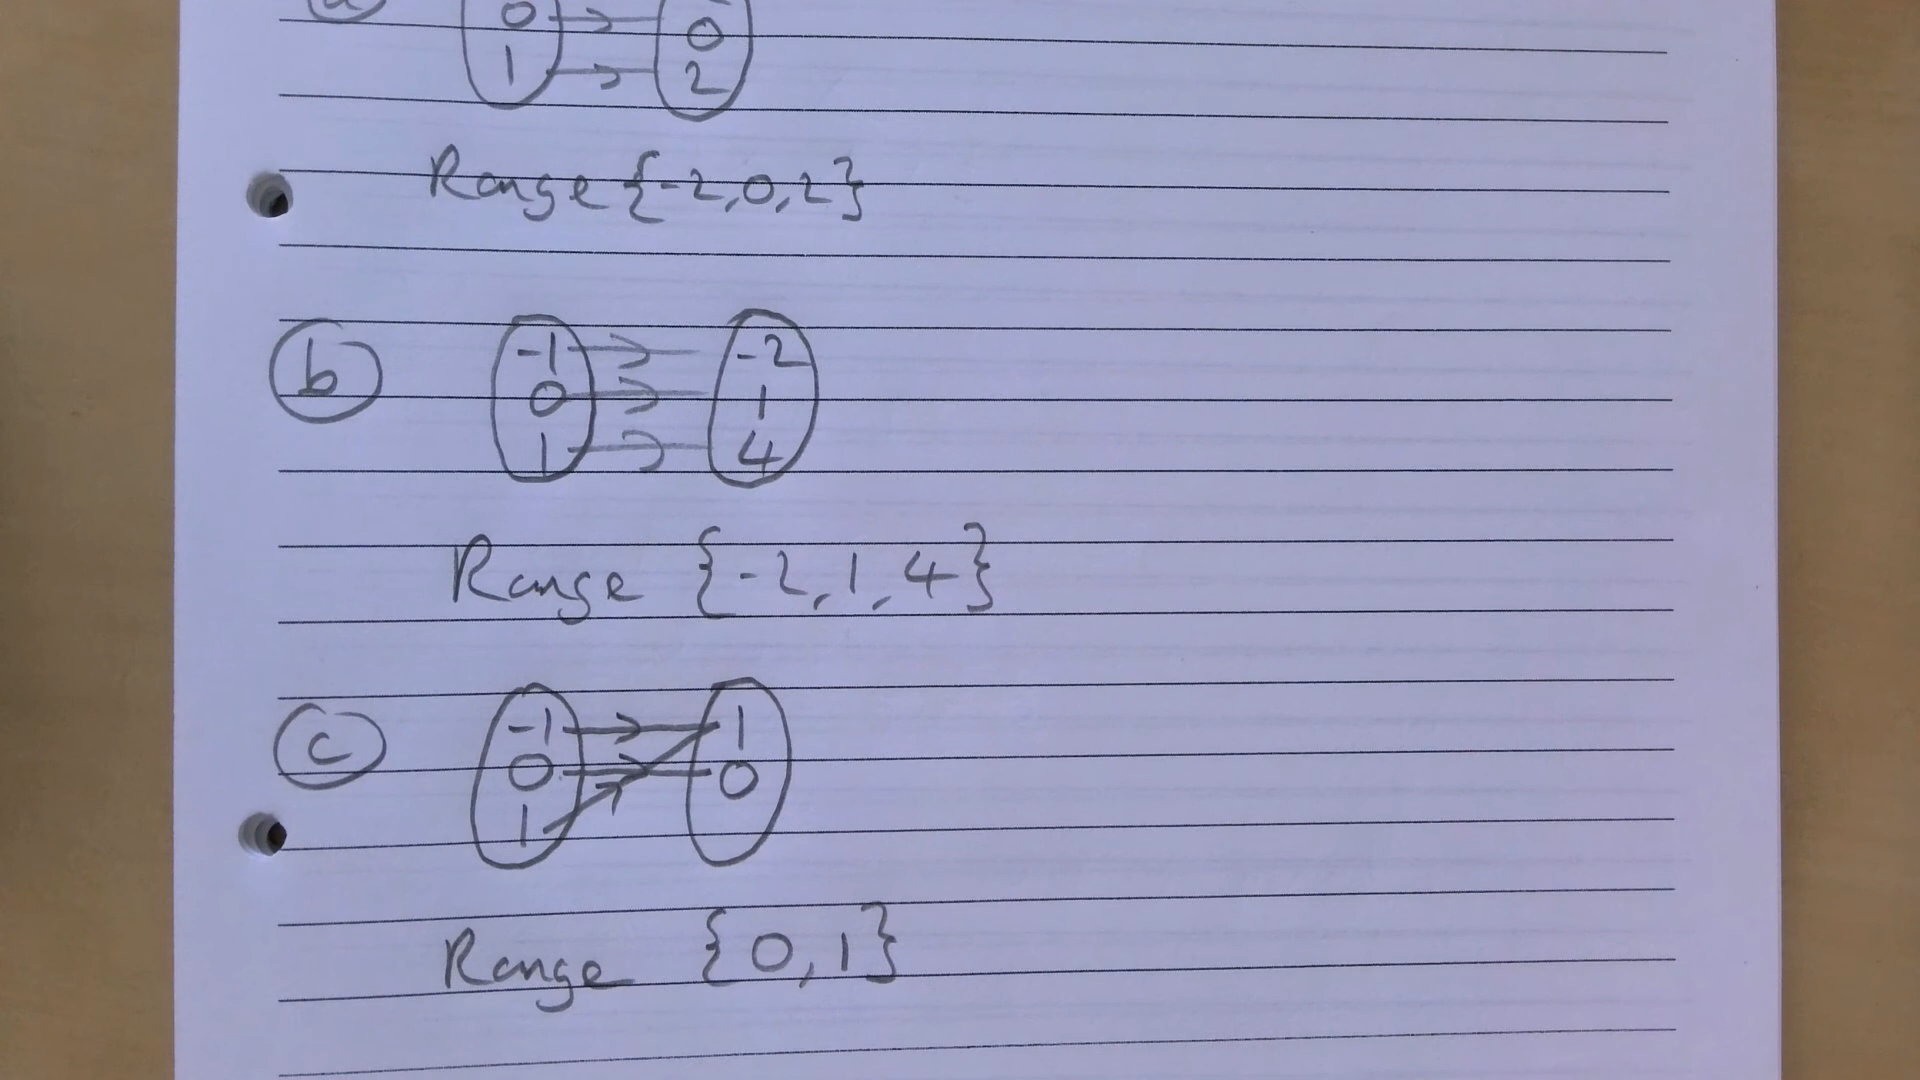 a
0 → 0
1 → 2
Range {-2,0,2}
b
-1 → -2
0 → 1
1 → 4
Range {-2,1,4}
c
-1 → 1
0 → 0
1
Range {0,1}